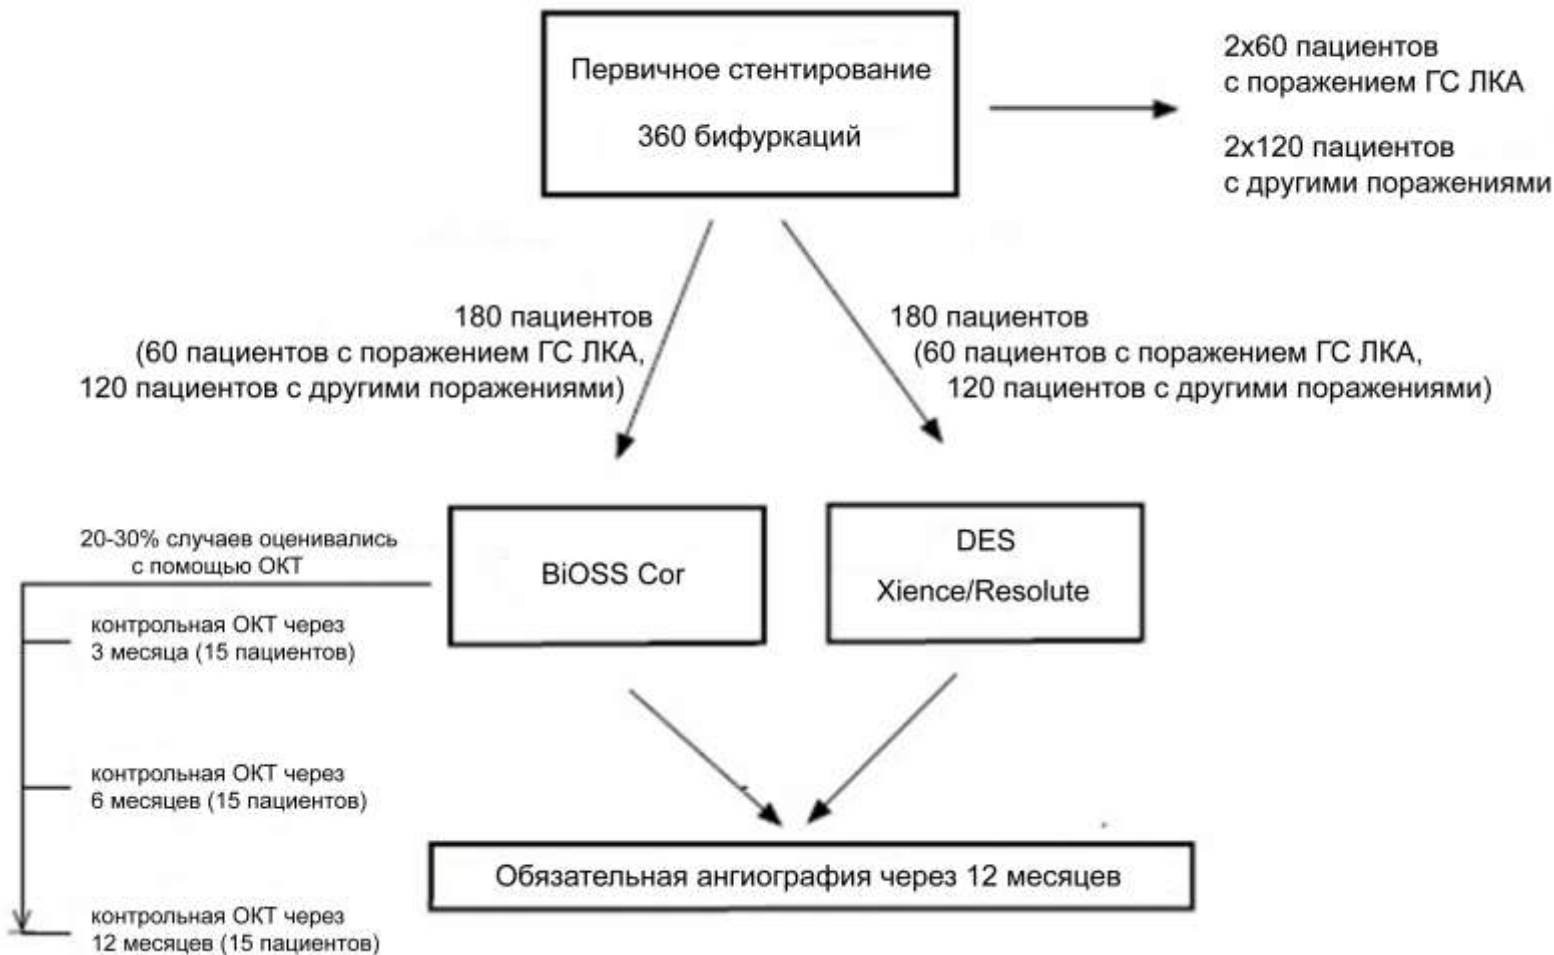 Первичное стентирование
360 бифуркаций
2x60 пациентов
с поражением ГС ЛКА
2x120 пациентов
с другими поражениями
180 пациентов
(60 пациентов с поражением ГС ЛКА,
120 пациентов с другими поражениями)
180 пациентов
(60 пациентов с поражением ГС ЛКА,
120 пациентов с другими поражениями)
20-30% случаев оценивались
с помощью ОКТ
BiOSS Cor
DES
Xience/Resolute
контрольная ОКТ через
3 месяца (15 пациентов)
контрольная ОКТ через
6 месяцев (15 пациентов)
контрольная ОКТ через
12 месяцев (15 пациентов)
Обязательная ангиография через 12 месяцев